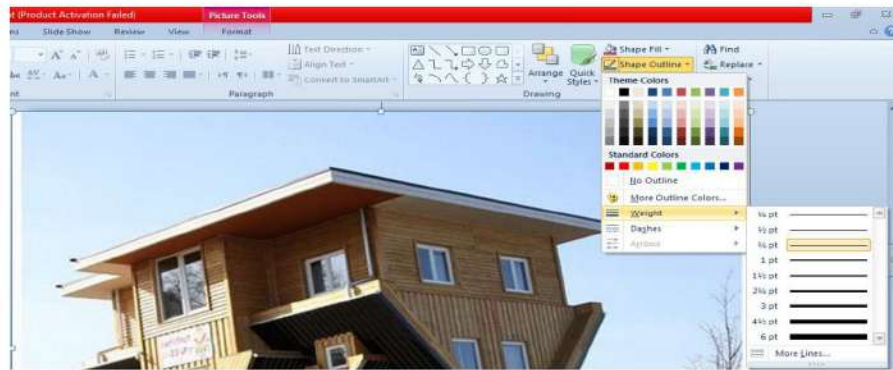 t (Product Activation Failed) Picture Tools
ns Slide Show Review View Format
Text Direction
Align Text
Convert to SmartArt
Arrange Quick Styles
Shape Fill
Shape Outline
Find
Replace
nt Paragraph Drawing
Theme Colors
Standard Colors
No Outline
More Outline Colors...
Weight
Dashes
Arrows
¼ pt
½ pt
¾ pt
1 pt
1½ pt
2¼ pt
3 pt
4½ pt
6 pt
More Lines...